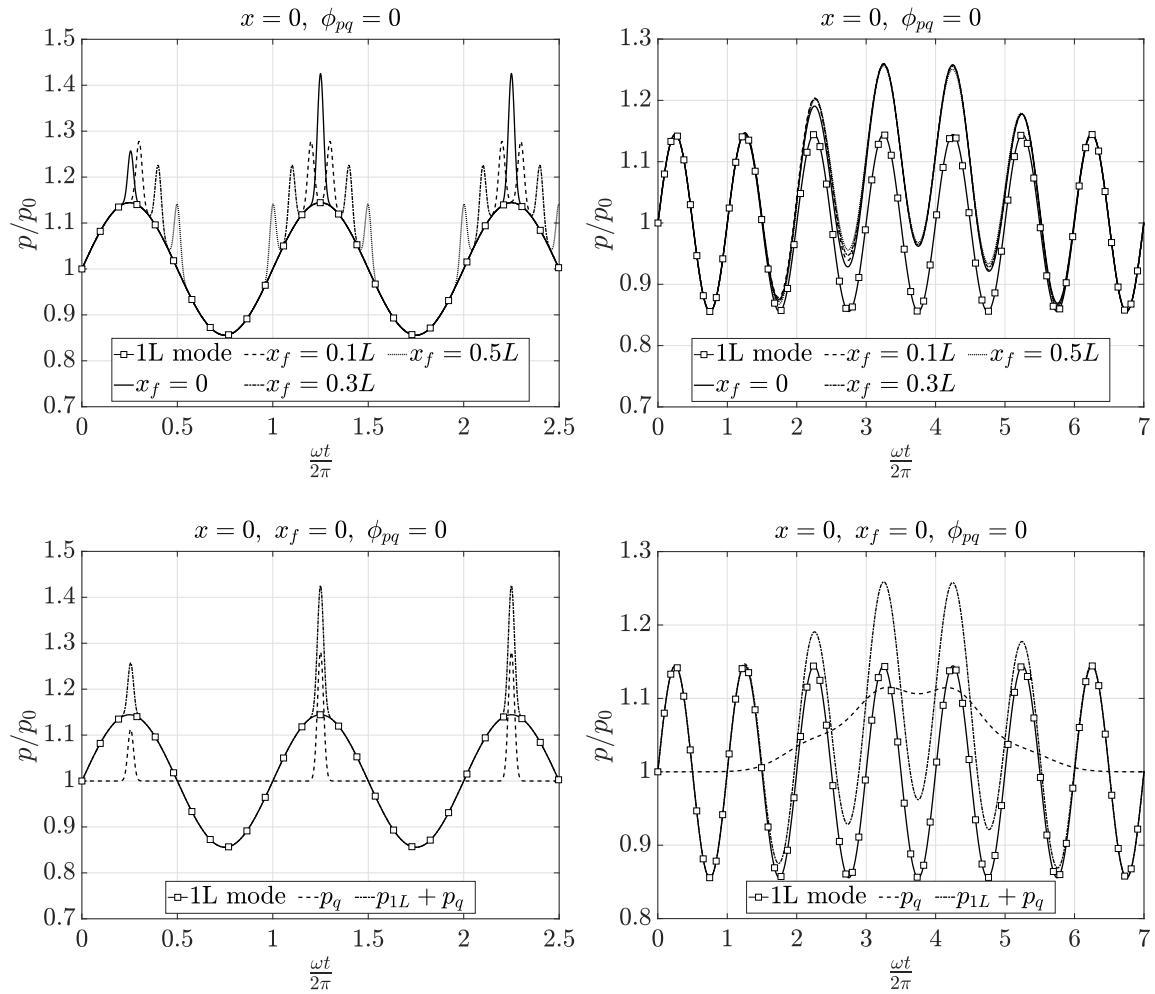 x = 0, ϕ_pq = 0
1.5
1.4
1.3
1.2
1.1
1
0.9
0.8
0.7
p/p₀
1L mode x_f = 0.1L x_f = 0.5L
x_f = 0 x_f = 0.3L
0 0.5 1 1.5 2 2.5
ωt/2π
x = 0, ϕ_pq = 0
1.3
1.2
1.1
1.0
0.9
0.8
0.7
p/p₀
1L mode x_f = 0.1L x_f = 0.5L
x_f = 0 x_f = 0.3L
0 1 2 3 4 5 6 7
ωt/2π
x = 0, x_f = 0, ϕ_pq = 0
1.5
1.4
1.3
1.2
1.1
1
0.9
0.8
0.7
p/p₀
1L mode p_q p_1L + p_q
0 0.5 1 1.5 2 2.5
ωt/2π
x = 0, x_f = 0, ϕ_pq = 0
1.3
1.2
1.1
1.0
0.9
0.8
p/p₀
1L mode p_q p_1L + p_q
0 1 2 3 4 5 6 7
ωt/2π